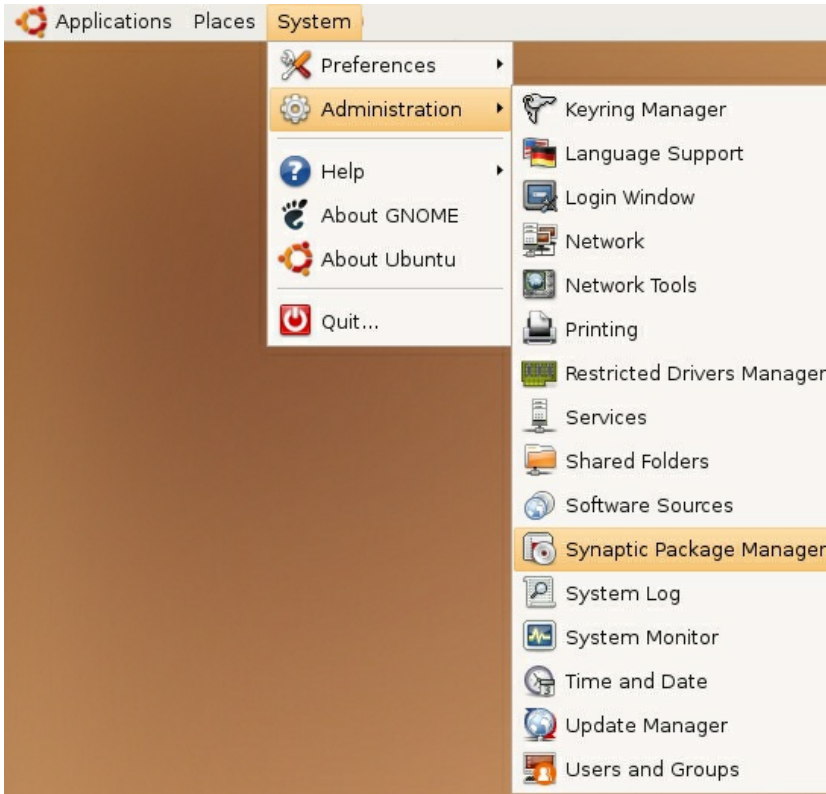 Applications Places System
Preferences
Administration
Help
About GNOME
About Ubuntu
Quit...
Keyring Manager
Language Support
Login Window
Network
Network Tools
Printing
Restricted Drivers Manager
Services
Shared Folders
Software Sources
Synaptic Package Manager
System Log
System Monitor
Time and Date
Update Manager
Users and Groups